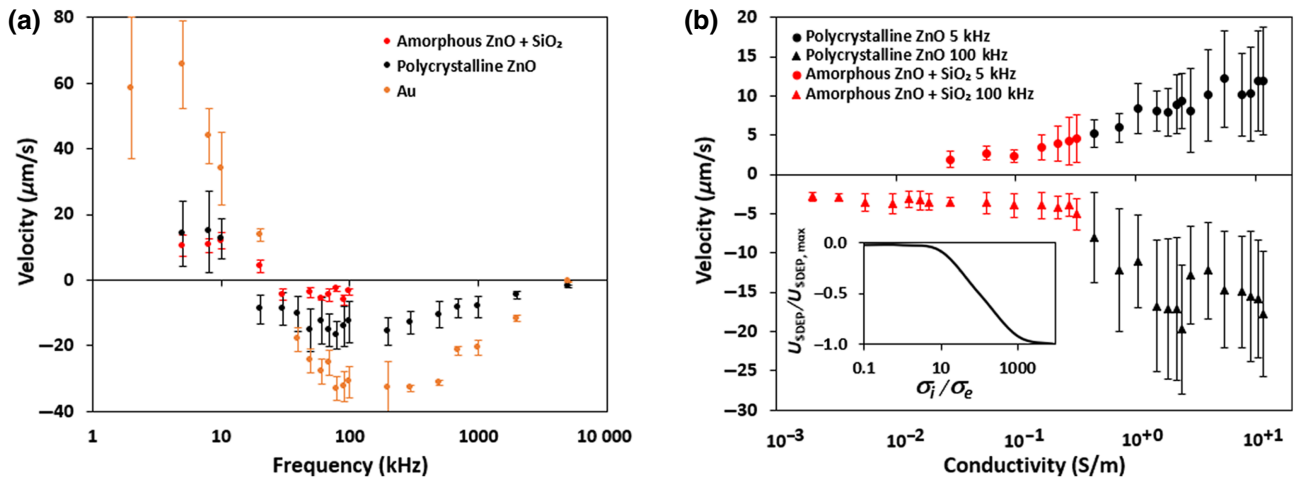 (a)
80
60
40
20
0
−20
−40
Velocity (μm/s)
Amorphous ZnO + SiO₂
Polycrystalline ZnO
Au
1 10 100 1000 10 000
Frequency (kHz)
(b)
20
15
10
5
0
−5
−10
−15
−20
−25
−30
Velocity (μm/s)
Polycrystalline ZnO 5 kHz
Polycrystalline ZnO 100 kHz
Amorphous ZnO + SiO₂ 5 kHz
Amorphous ZnO + SiO₂ 100 kHz
0.0
−0.5
−1.0
U_SDEP/U_SDEP,max
0.1 10 1000
σᵢ/σₑ
10⁻³ 10⁻² 10⁻¹ 10⁺⁰ 10⁺¹
Conductivity (S/m)